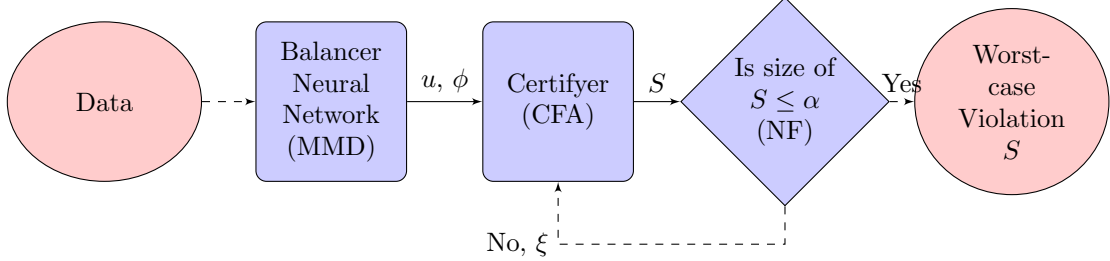 Data
Balancer
Neural
Network
(MMD)
u, ϕ
Certifyer
(CFA)
S
Is size of
S ≤ α
(NF)
Yes
Worst-
case
Violation
S
No, ξ